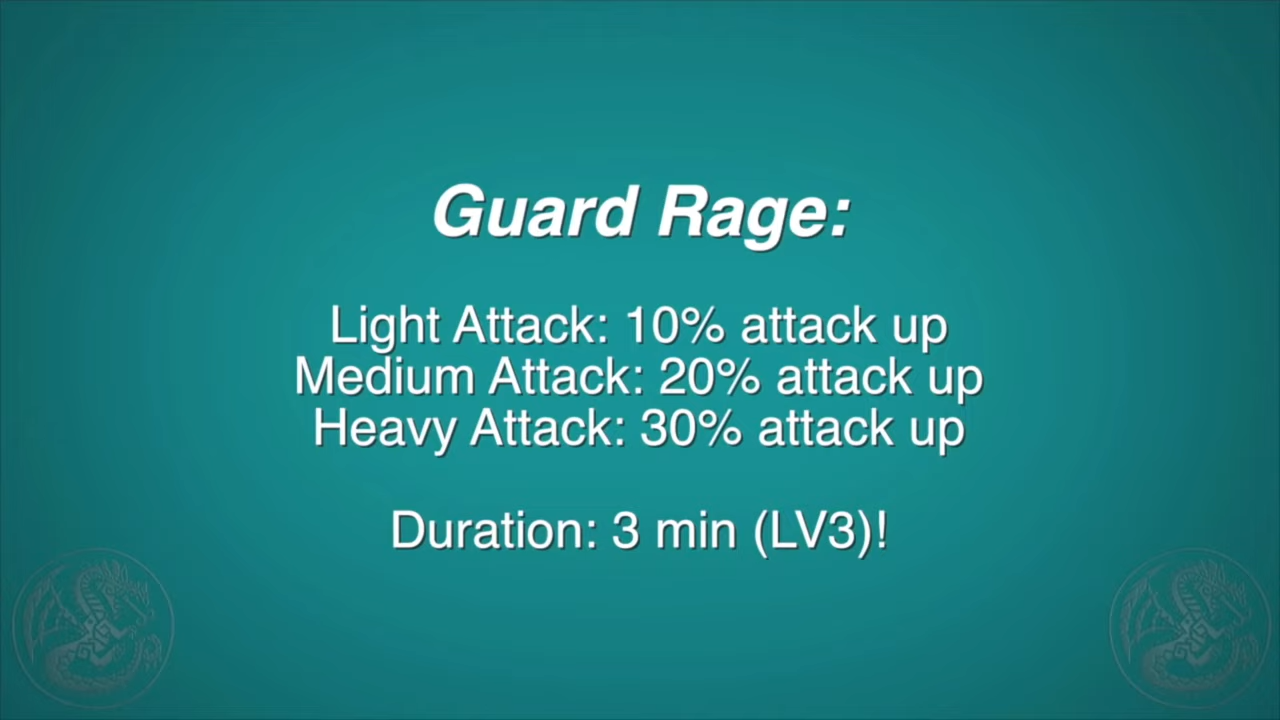 Guard Rage:
Light Attack: 10% attack up
Medium Attack: 20% attack up
Heavy Attack: 30% attack up
Duration: 3 min (LV3)!